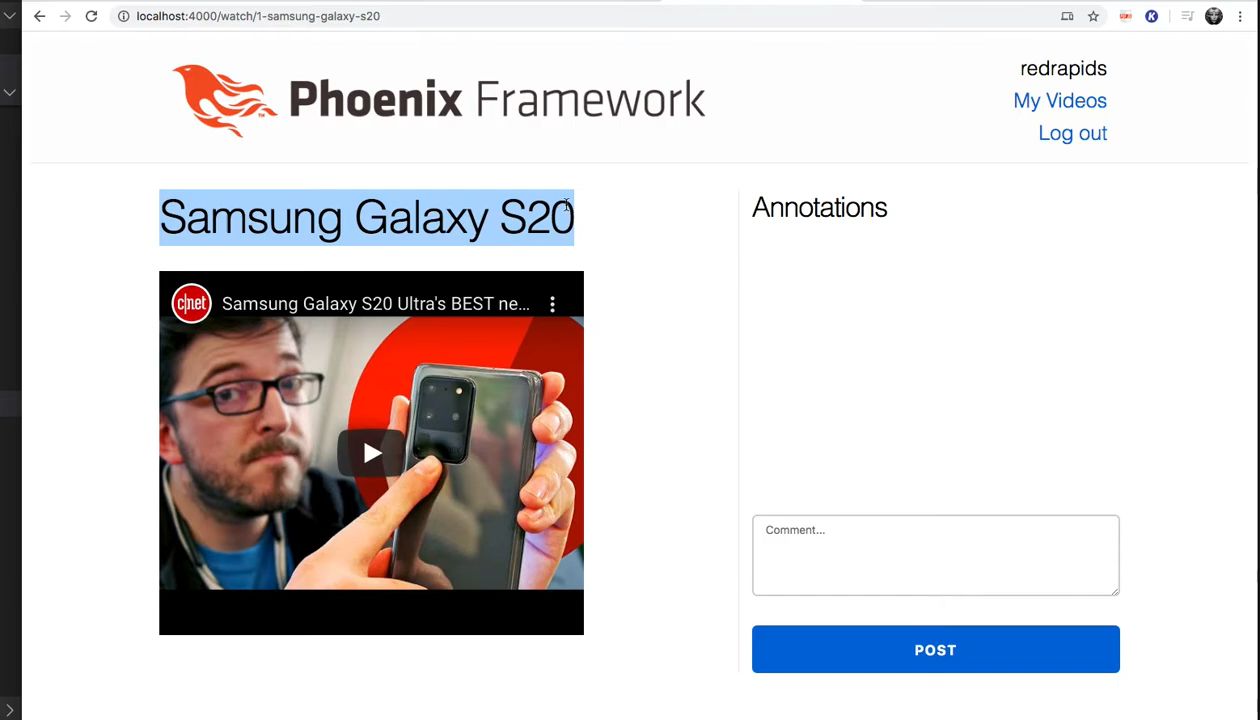 localhost:4000/watch/1-samsung-galaxy-s20
Phoenix Framework
redrapids
My Videos
Log out
Samsung Galaxy S20
Annotations
c|net
Samsung Galaxy S20 Ultra's BEST ne...
Comment...
POST